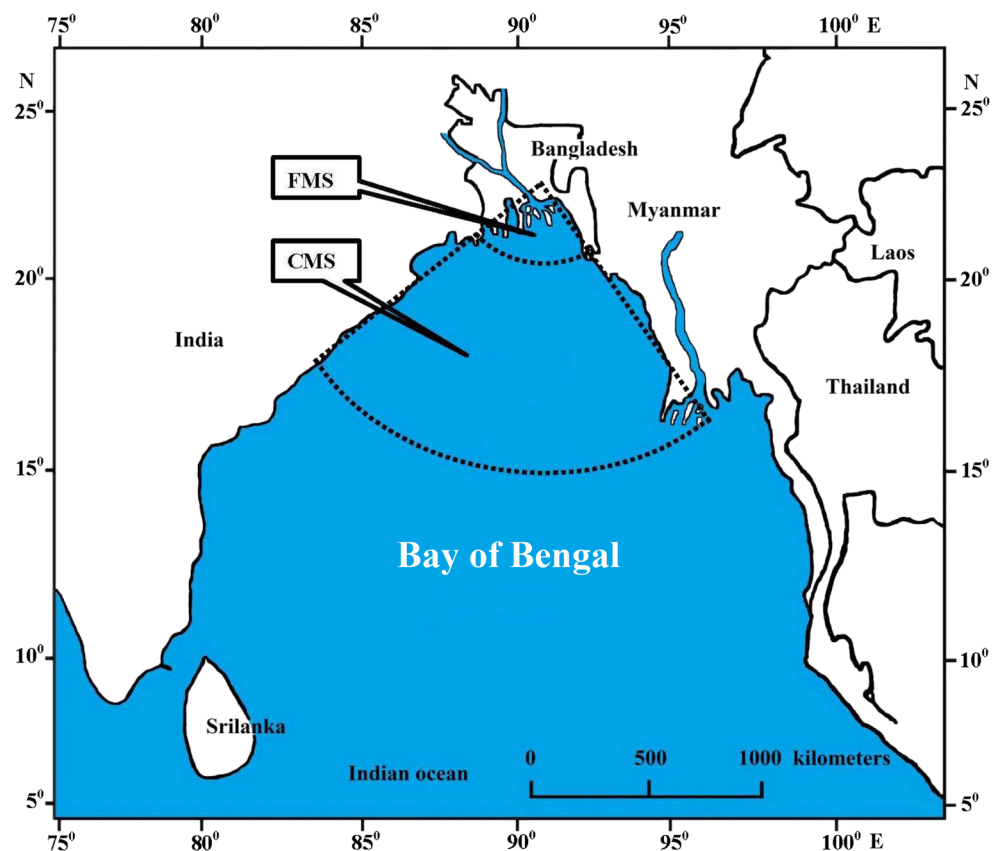 75⁰ 80⁰ 85⁰ 90⁰ 95⁰ 100⁰ E
N N
25⁰ 25⁰
Bangladesh
FMS
Myanmar
Laos
CMS
20⁰ 20⁰
India
Thailand
15⁰ 15⁰
Bay of Bengal
10⁰ 10⁰
Srilanka
0 500 1000 kilometers
Indian ocean
5⁰ 5⁰
75⁰ 80⁰ 85⁰ 90⁰ 95⁰ 100⁰ E